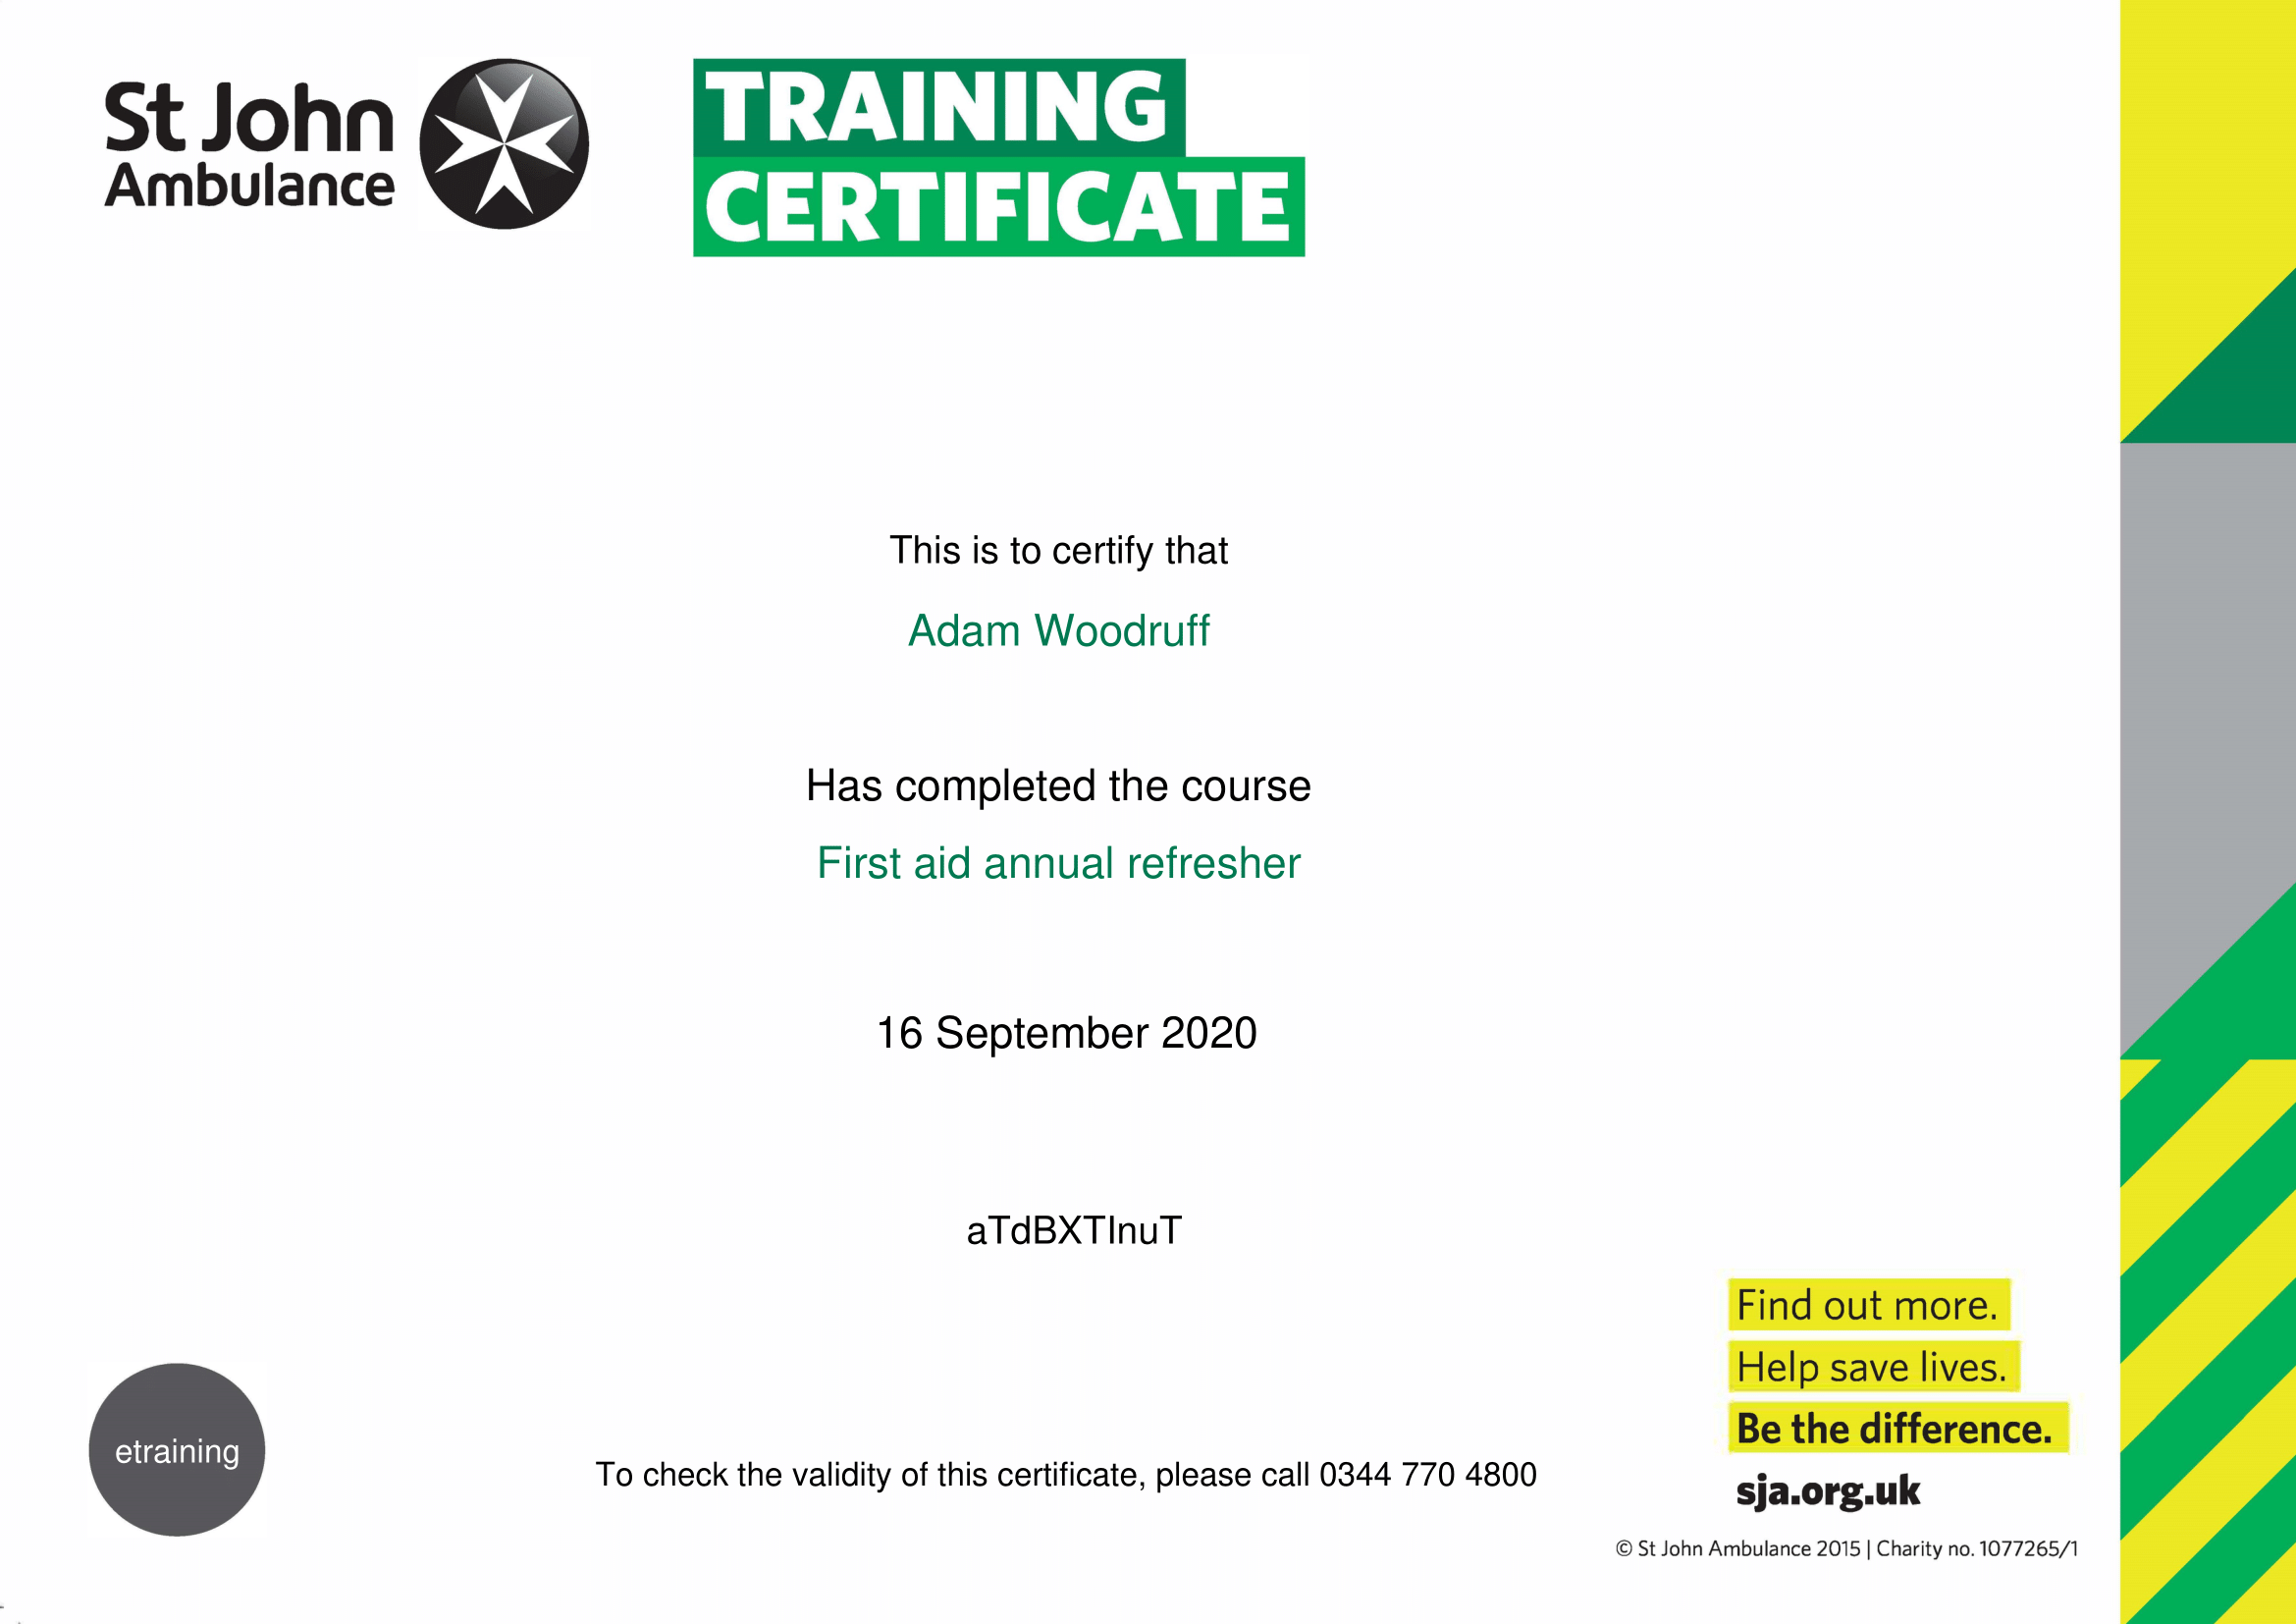 St John
Ambulance
TRAINING
CERTIFICATE
This is to certify that
Adam Woodruff
Has completed the course
First aid annual refresher
16 September 2020
aTdBXTInuT
Find out more.
Help save lives.
Be the difference.
etraining
To check the validity of this certificate, please call 0344 770 4800
sja.org.uk
© St John Ambulance 2015 | Charity no. 1077265/1